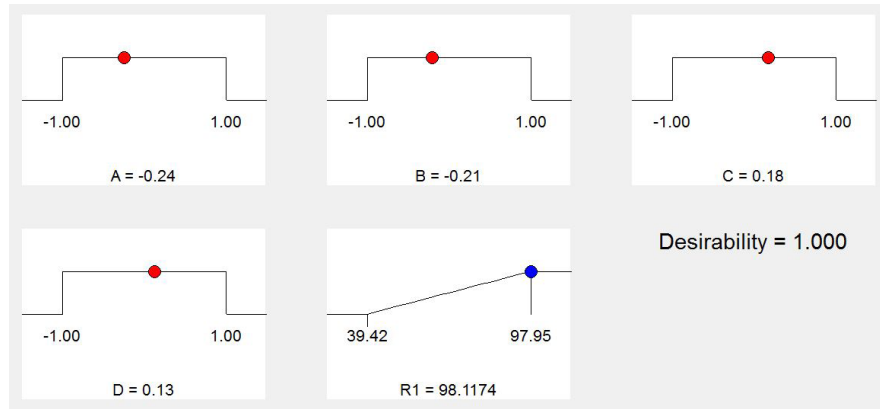 -1.00 1.00
A = -0.24
-1.00 1.00
B = -0.21
-1.00 1.00
C = 0.18
-1.00 1.00
D = 0.13
39.42 97.95
R1 = 98.1174
Desirability = 1.000